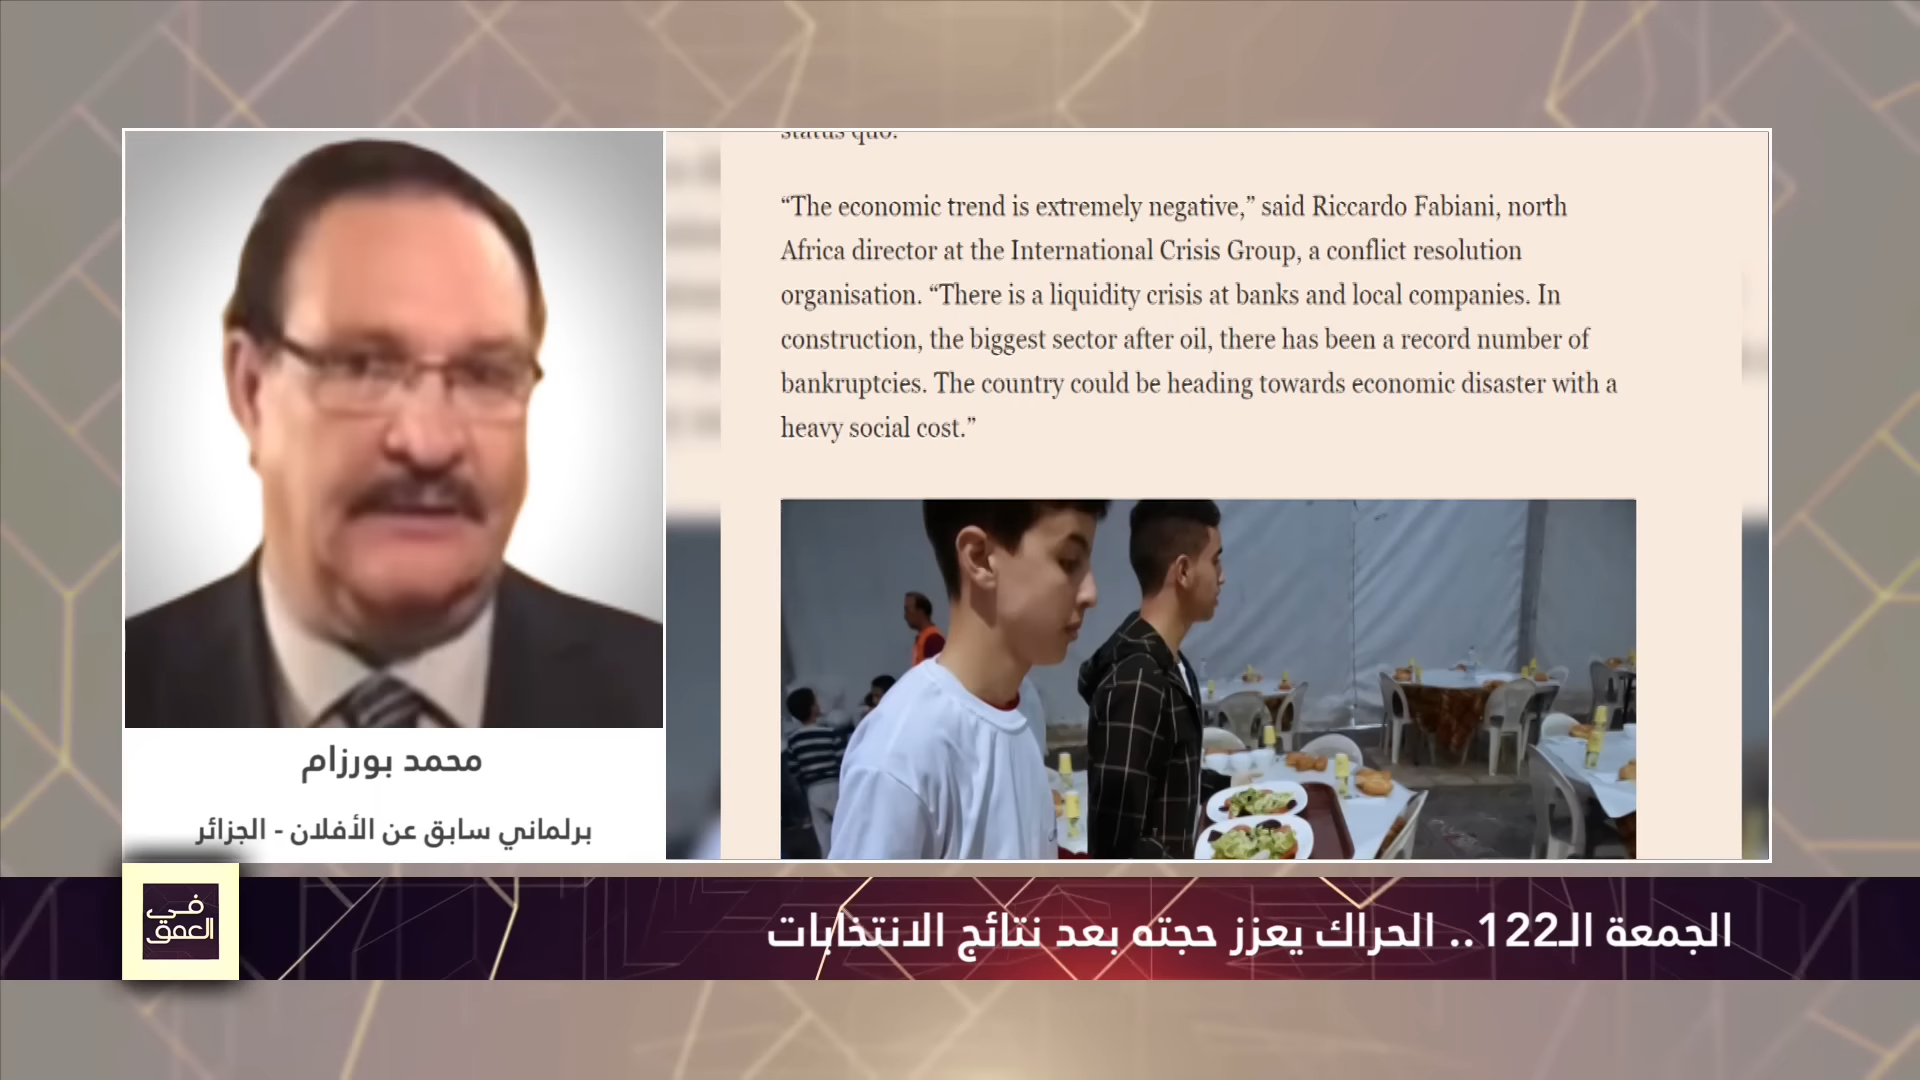 status quo.
“The economic trend is extremely negative,” said Riccardo Fabiani, north
Africa director at the International Crisis Group, a conflict resolution
organisation. “There is a liquidity crisis at banks and local companies. In
construction, the biggest sector after oil, there has been a record number of
bankruptcies. The country could be heading towards economic disaster with a
heavy social cost.”
محمد بورزام
برلماني سابق عن الأفلان - الجزائر
في
العمق
الجمعة الـ122.. الحراك يعزز حجته بعد نتائج الانتخابات